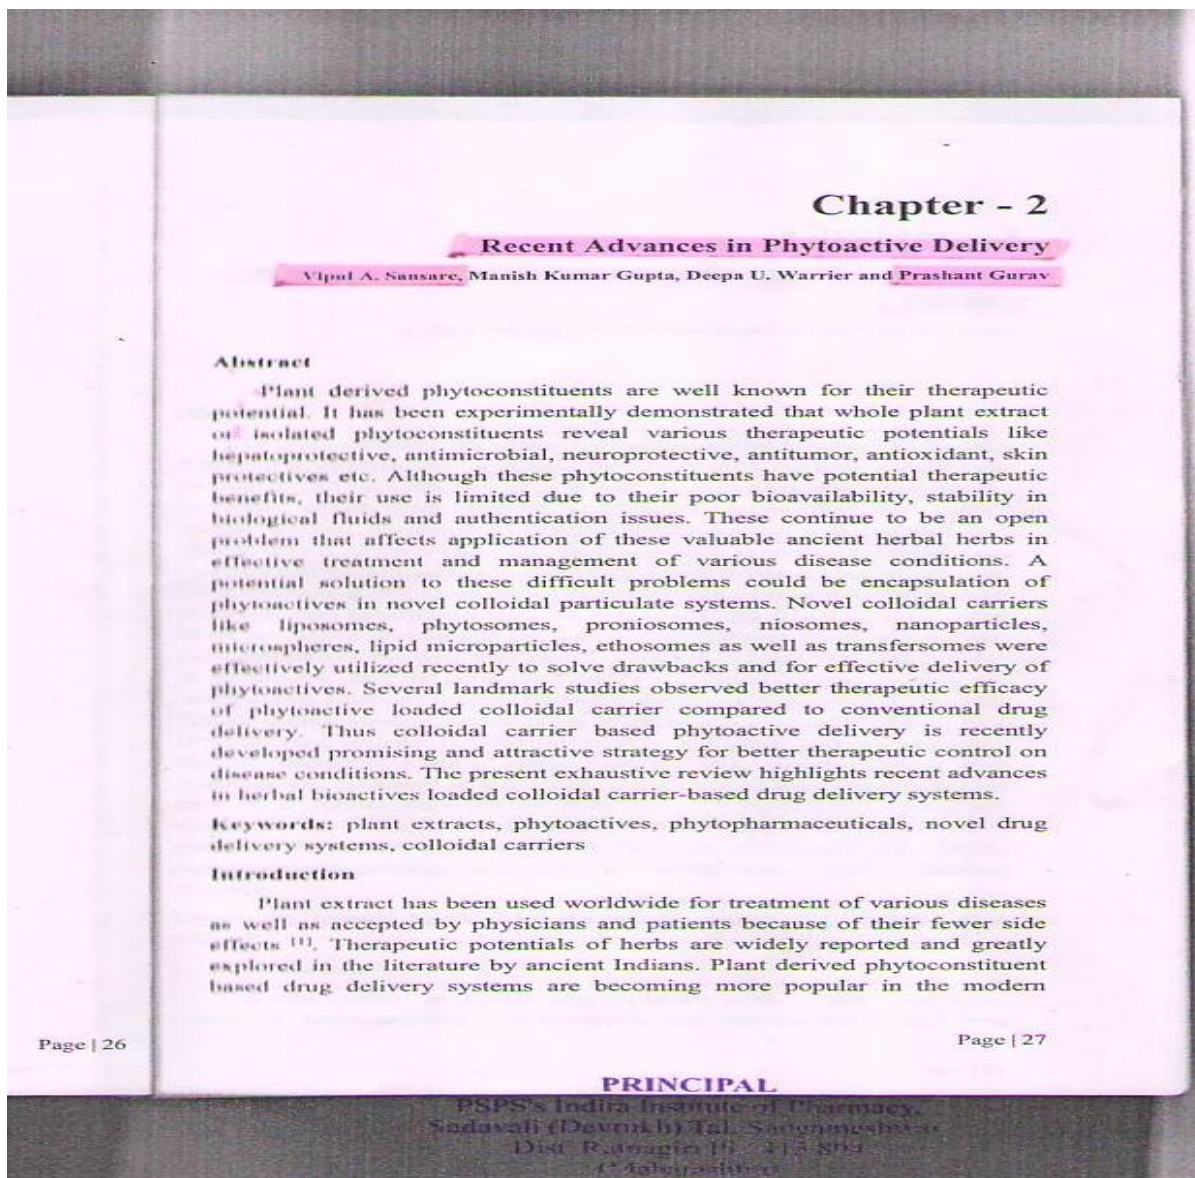 Chapter - 2
Recent Advances in Phytoactive Delivery
Vipul A. Sansare, Manish Kumar Gupta, Deepa U. Warrier and Prashant Gurav
Abstract
Plant derived phytoconstituents are well known for their therapeutic
potential. It has been experimentally demonstrated that whole plant extract
or isolated phytoconstituents reveal various therapeutic potentials like
hepatoprotective, antimicrobial, neuroprotective, antitumor, antioxidant, skin
protectives etc. Although these phytoconstituents have potential therapeutic
benefits, their use is limited due to their poor bioavailability, stability in
biological fluids and authentication issues. These continue to be an open
problem that affects application of these valuable ancient herbal herbs in
effective treatment and management of various disease conditions. A
potential solution to these difficult problems could be encapsulation of
phytoactives in novel colloidal particulate systems. Novel colloidal carriers
like liposomes, phytosomes, proniosomes, niosomes, nanoparticles,
microspheres, lipid microparticles, ethosomes as well as transfersomes were
effectively utilized recently to solve drawbacks and for effective delivery of
phytoactives. Several landmark studies observed better therapeutic efficacy
of phytoactive loaded colloidal carrier compared to conventional drug
delivery. Thus colloidal carrier based phytoactive delivery is recently
developed promising and attractive strategy for better therapeutic control on
disease conditions. The present exhaustive review highlights recent advances
in herbal bioactives loaded colloidal carrier-based drug delivery systems.
Keywords: plant extracts, phytoactives, phytopharmaceuticals, novel drug
delivery systems, colloidal carriers
Introduction
Plant extract has been used worldwide for treatment of various diseases
as well as accepted by physicians and patients because of their fewer side
effects [1]. Therapeutic potentials of herbs are widely reported and greatly
explored in the literature by ancient Indians. Plant derived phytoconstituent
based drug delivery systems are becoming more popular in the modern
Page | 26
Page | 27
PRINCIPAL
PSPS's Indira Institute of Pharmacy,
Sadavali (Devrukh) Tal.
Dist